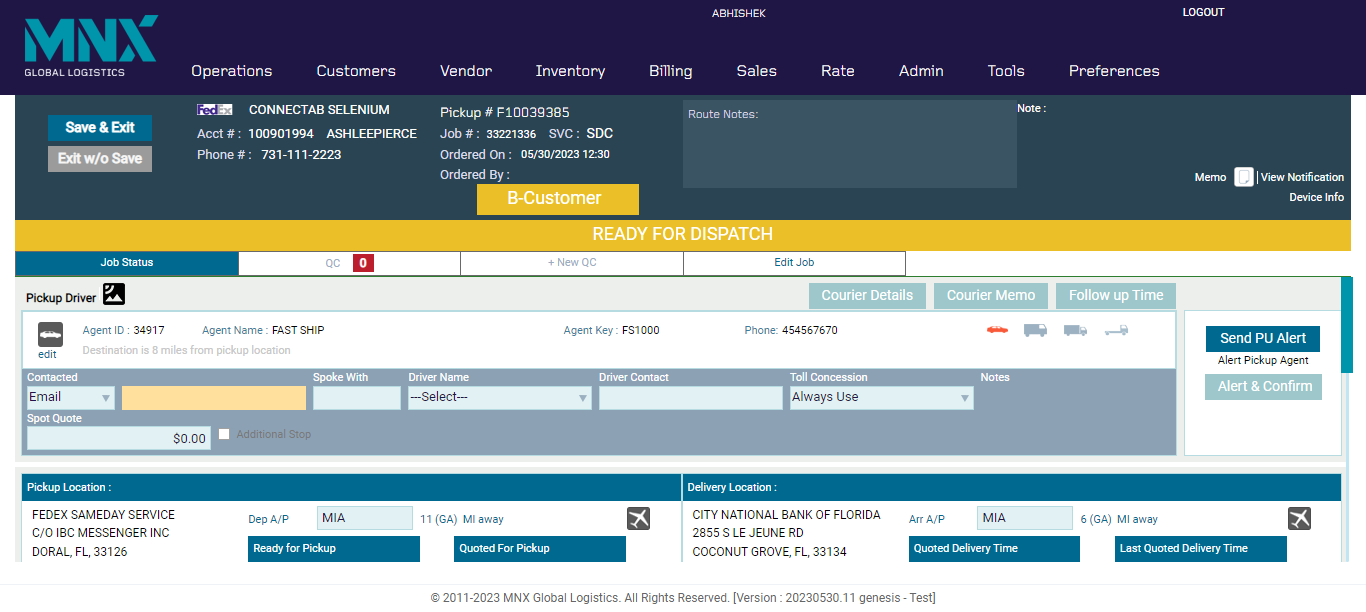 ABHISHEK
LOGOUT
MNX
GLOBAL LOGISTICS
Operations Customers Vendor Inventory Billing Sales Rate Admin Tools Preferences
Save & Exit
Exit w/o Save
FedEx CONNECTAB SELENIUM
Acct # : 100901994 ASHLEEPIERCE
Phone # : 731-111-2223
Pickup # F10039385
Job # : 33221336 SVC : SDC
Ordered On : 05/30/2023 12:30
Ordered By :
B-Customer
Route Notes:
Note :
Memo | View Notification
Device Info
READY FOR DISPATCH
Job Status QC 0 + New QC Edit Job
Pickup Driver
Courier Details Courier Memo Follow up Time
edit
Agent ID : 34917 Agent Name : FAST SHIP Agent Key : FS1000 Phone: 454567670
Destination is 8 miles from pickup location
Send PU Alert
Alert Pickup Agent
Alert & Confirm
Contacted Spoke With Driver Name Driver Contact Toll Concession Notes
Email ---Select--- Always Use
Spot Quote
$0.00 Additional Stop
Pickup Location :
FEDEX SAMEDAY SERVICE
C/O IBC MESSENGER INC
DORAL, FL, 33126
Dep A/P MIA 11 (GA) MI away
Ready for Pickup Quoted For Pickup
Delivery Location :
CITY NATIONAL BANK OF FLORIDA
2855 S LE JEUNE RD
COCONUT GROVE, FL, 33134
Arr A/P MIA 6 (GA) MI away
Quoted Delivery Time Last Quoted Delivery Time
© 2011-2023 MNX Global Logistics. All Rights Reserved. [Version : 20230530.11 genesis - Test]